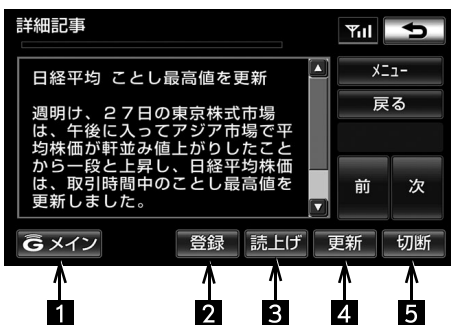 詳細記事
メニュー
日経平均 ことし最高値を更新
戻る
週明け、27日の東京株式市場
は、午後に入ってアジア市場で平
均株価が軒並み値上がりしたこと
から一段と上昇し、日経平均株価
は、取引時間中のことし最高値を
更新しました。
前 次
G メイン 登録 読上げ 更新 切断
1 2 3 4 5